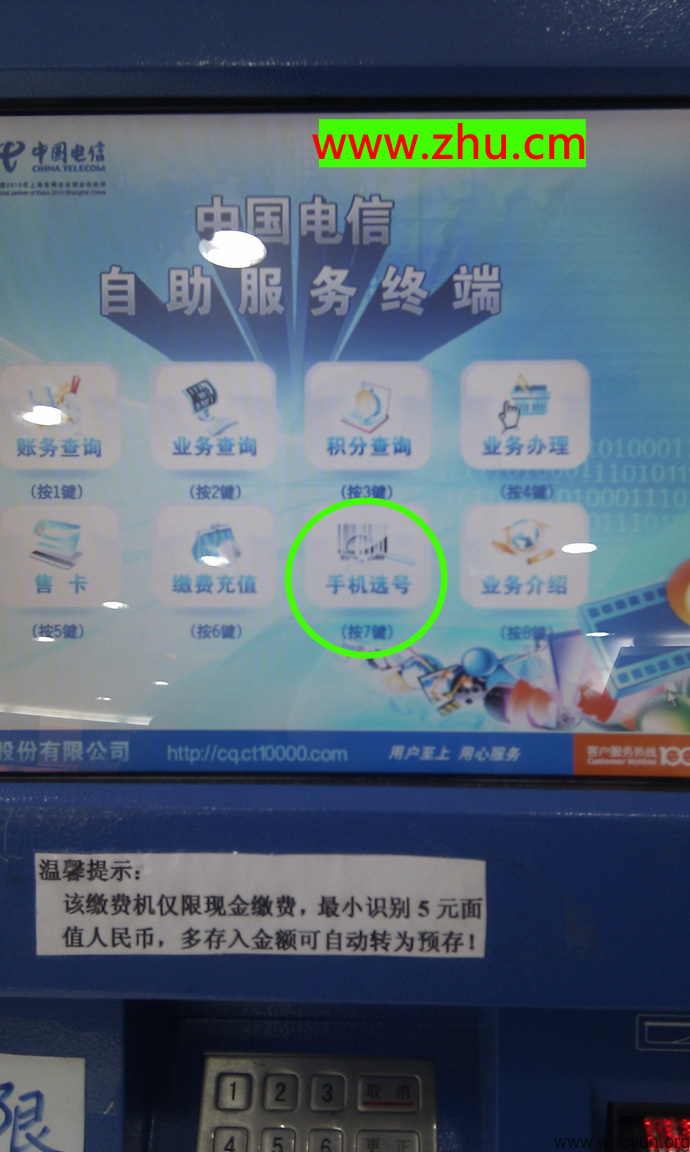 www.zhu.cm
中国电信
CHINA TELECOM
中国电信
自助服务终端
账务查询
业务查询
积分查询
业务办理
(按1键)
(按2键)
(按3键)
(按4键)
售卡
缴费充值
手机选号
业务介绍
(按5键)
(按6键)
(按7键)
(按8键)
股份有限公司
http://cq.ct10000.com
用户至上 用心服务
客户服务热线
Customer Hotline
温馨提示：
该缴费机仅限现金缴费，最小识别 5 元面
值人民币，多存入金额可自动转为预存！
限
1 2 3 取消
4 5 6 更正
www.wooyun.org